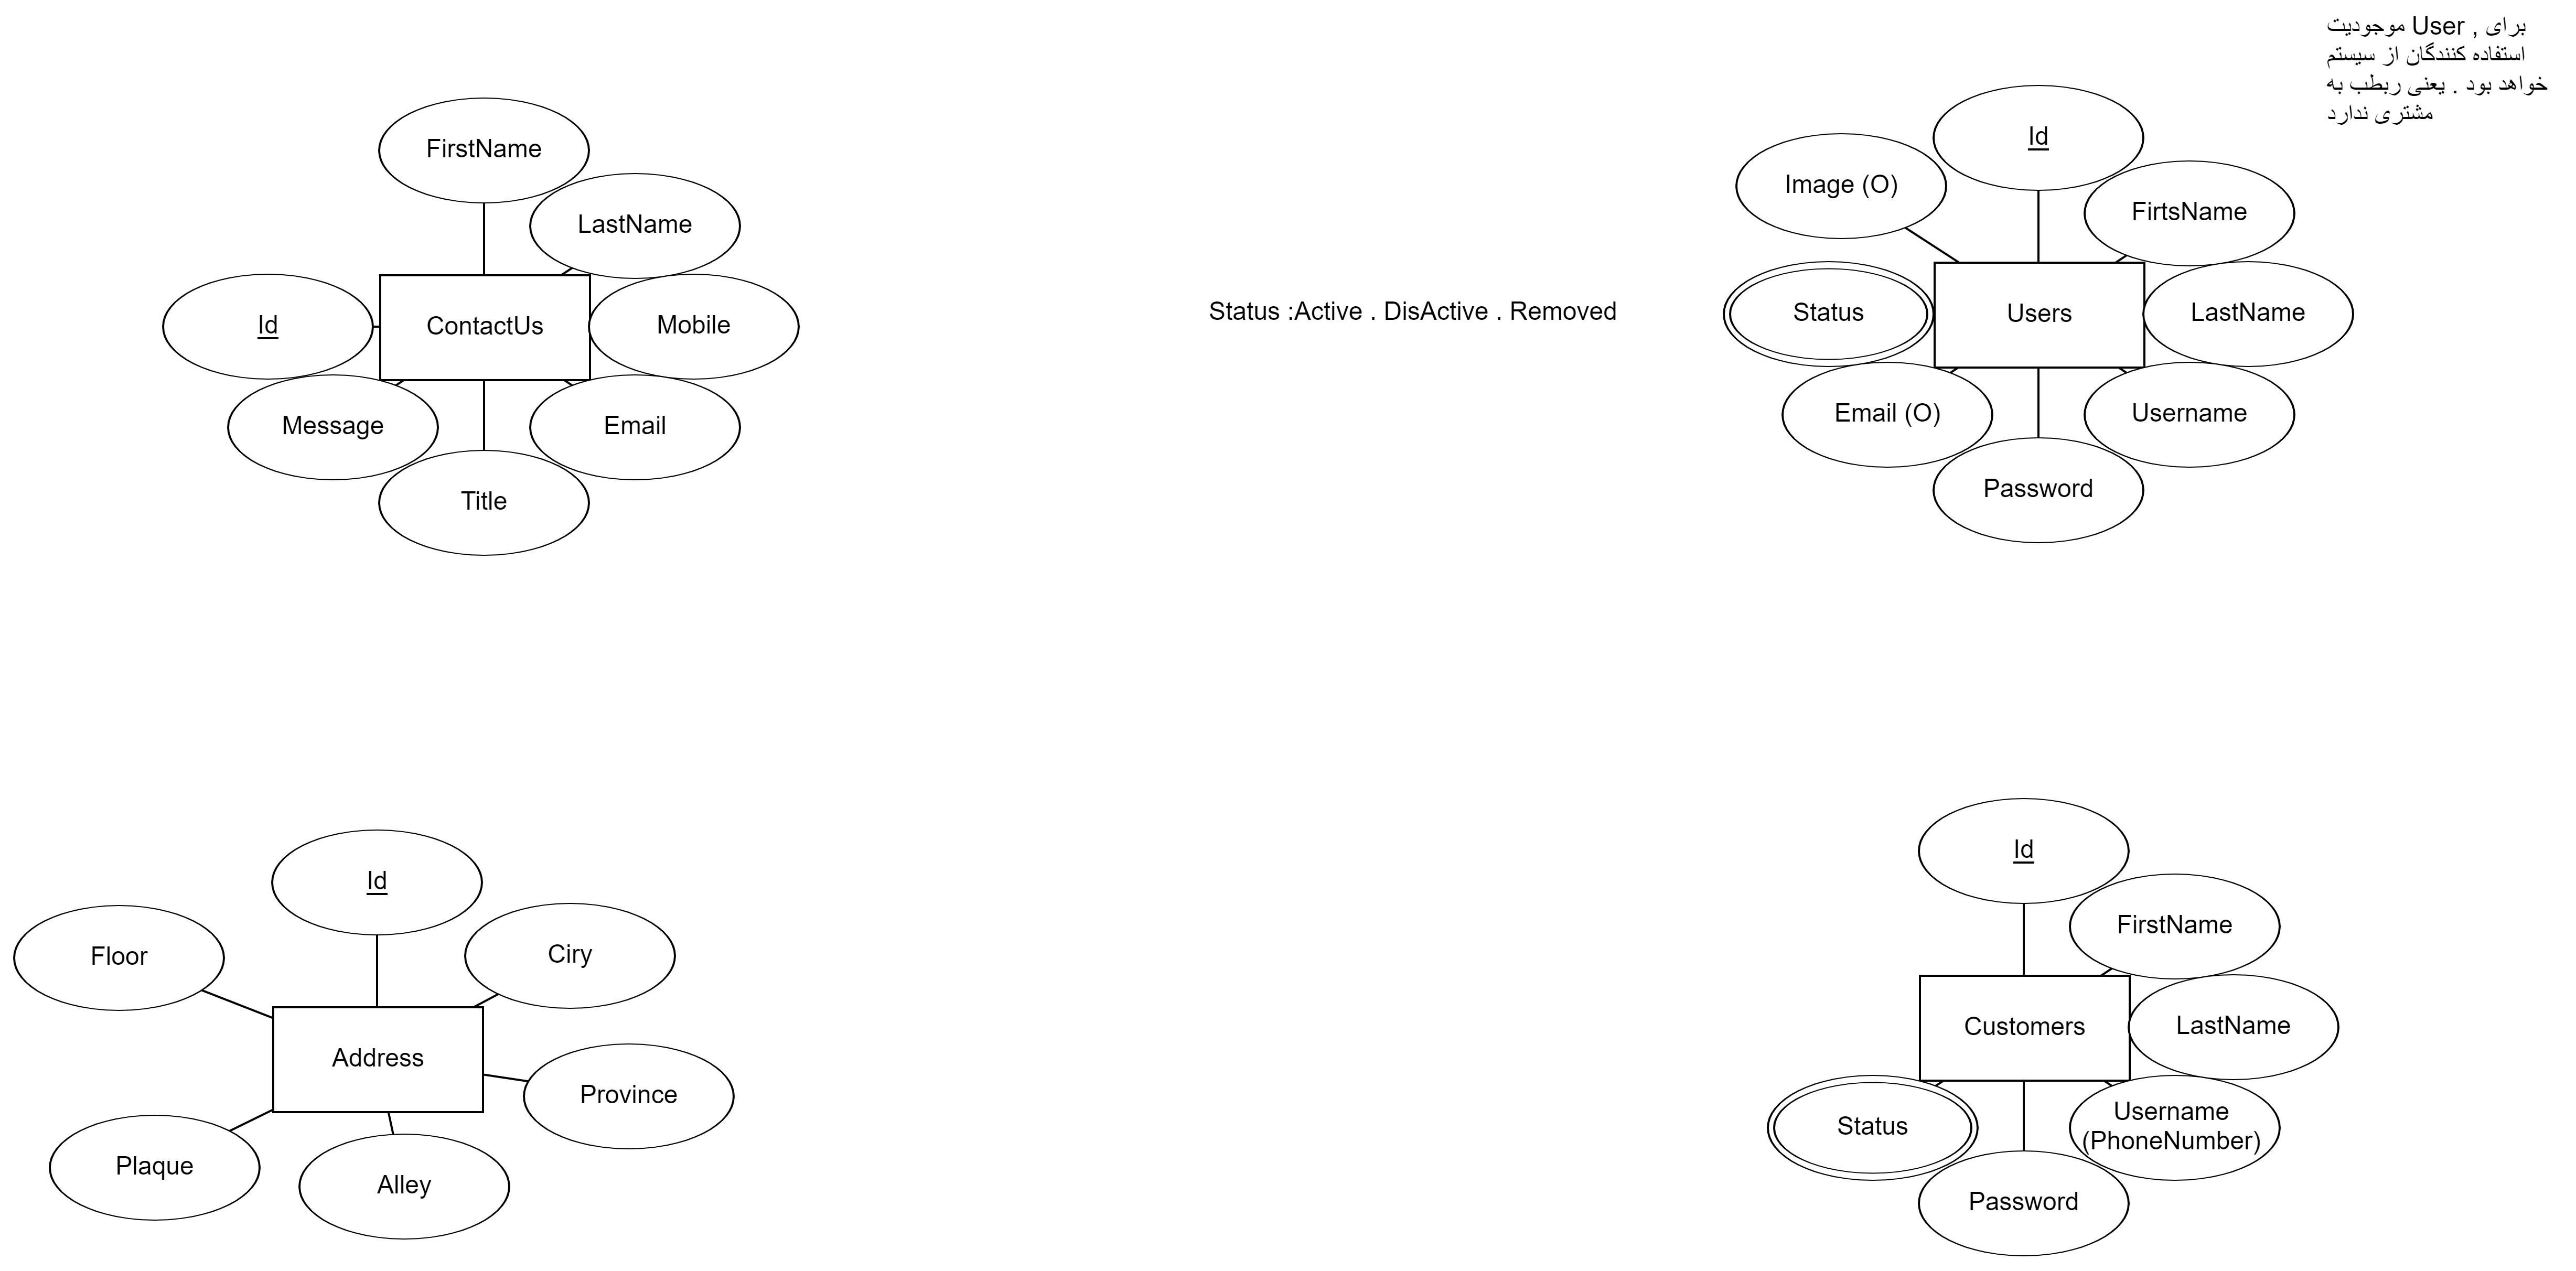 موجودیت User , برای
استفاده کنندگان از سیستم
خواهد بود . یعنی ربطب به
مشتری ندارد
FirstName
LastName
Id
ContactUs
Mobile
Message
Email
Title
Status :Active . DisActive . Removed
Id
Image (O)
FirtsName
Status
Users
LastName
Email (O)
Username
Password
Id
Floor
Ciry
Address
Province
Plaque
Alley
Id
FirstName
Customers
LastName
Status
Username
(PhoneNumber)
Password